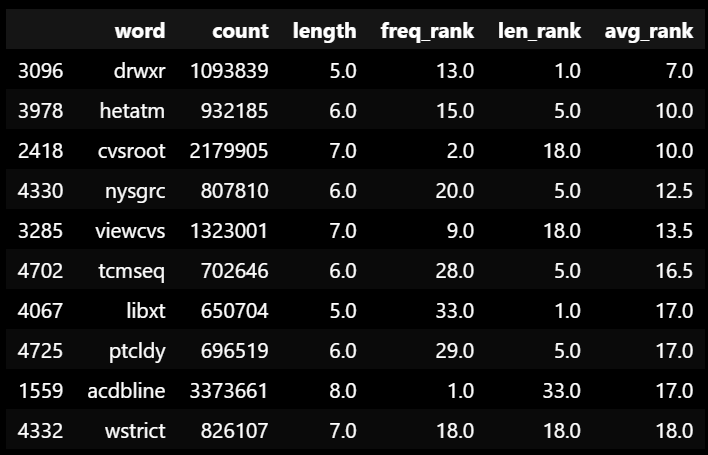 word count length freq_rank len_rank avg_rank
3096 drwxr 1093839 5.0 13.0 1.0 7.0
3978 hetatm 932185 6.0 15.0 5.0 10.0
2418 cvsroot 2179905 7.0 2.0 18.0 10.0
4330 nysgrc 807810 6.0 20.0 5.0 12.5
3285 viewcvs 1323001 7.0 9.0 18.0 13.5
4702 tcmseq 702646 6.0 28.0 5.0 16.5
4067 libxt 650704 5.0 33.0 1.0 17.0
4725 ptcldy 696519 6.0 29.0 5.0 17.0
1559 acdbline 3373661 8.0 1.0 33.0 17.0
4332 wstrict 826107 7.0 18.0 18.0 18.0